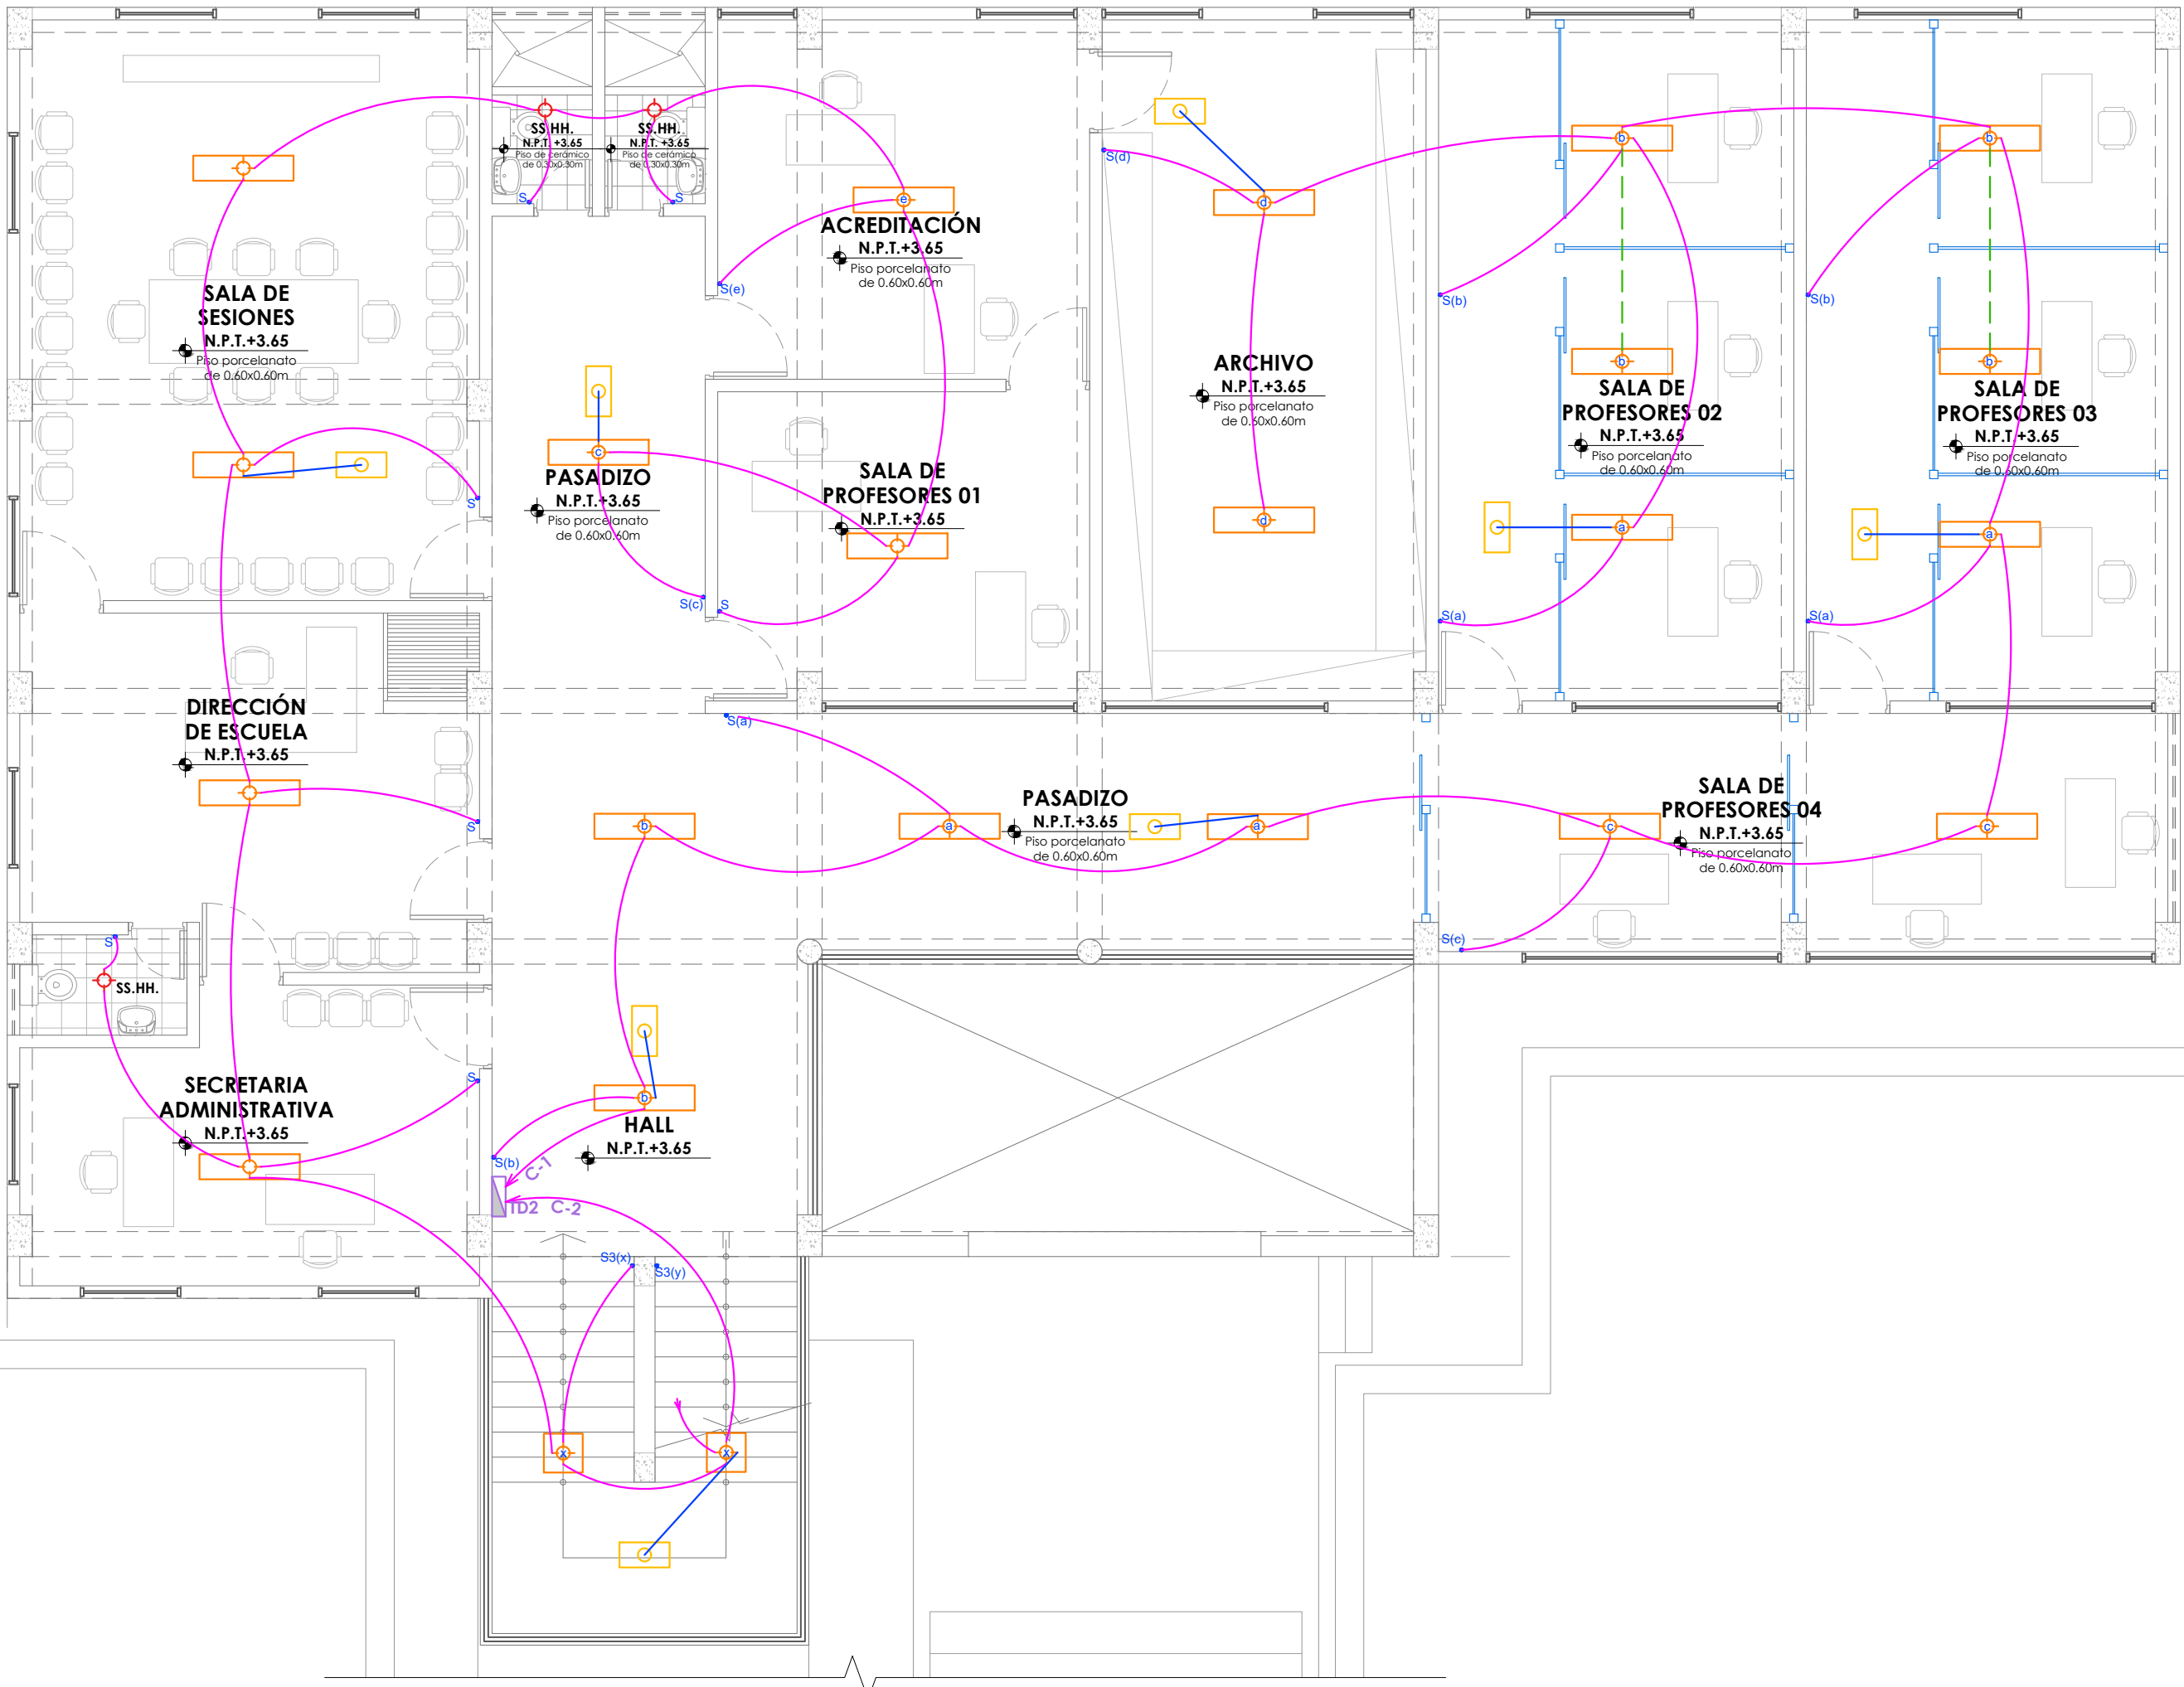 SS.HH.
N.P.T. +3.65
Piso de cerámico
de 0.30x0.30m
SS.HH.
N.P.T. +3.65
Piso de cerámico
de 0.30x0.30m
S
S
S(d)
b
b
d
e
ACREDITACIÓN
N.P.T.+3.65
Piso porcelanato
de 0.60x0.60m
S(e)
S(b)
S(b)
SALA DE
SESIONES
N.P.T.+3.65
Piso porcelanato
de 0.60x0.60m
ARCHIVO
N.P.T.+3.65
Piso porcelanato
de 0.60x0.60m
b
SALA DE
PROFESORES 02
N.P.T.+3.65
Piso porcelanato
de 0.60x0.60m
b
SALA DE
PROFESORES 03
N.P.T.+3.65
Piso porcelanato
de 0.60x0.60m
c
PASADIZO
N.P.T.+3.65
Piso porcelanato
de 0.60x0.60m
SALA DE
PROFESORES 01
N.P.T.+3.65
S
d
a
a
S(c)
S
S(a)
S(a)
DIRECCIÓN
DE ESCUELA
N.P.T.+3.65
S(a)
S
b
a
PASADIZO
N.P.T.+3.65
Piso porcelanato
de 0.60x0.60m
a
c
SALA DE
PROFESORES 04
N.P.T.+3.65
Piso porcelanato
de 0.60x0.60m
c
S(c)
S
SS.HH.
S
SECRETARIA
ADMINISTRATIVA
N.P.T.+3.65
b
HALL
N.P.T.+3.65
S(b)
C-1
TD2 C-2
S3(x)
S3(y)
x
x